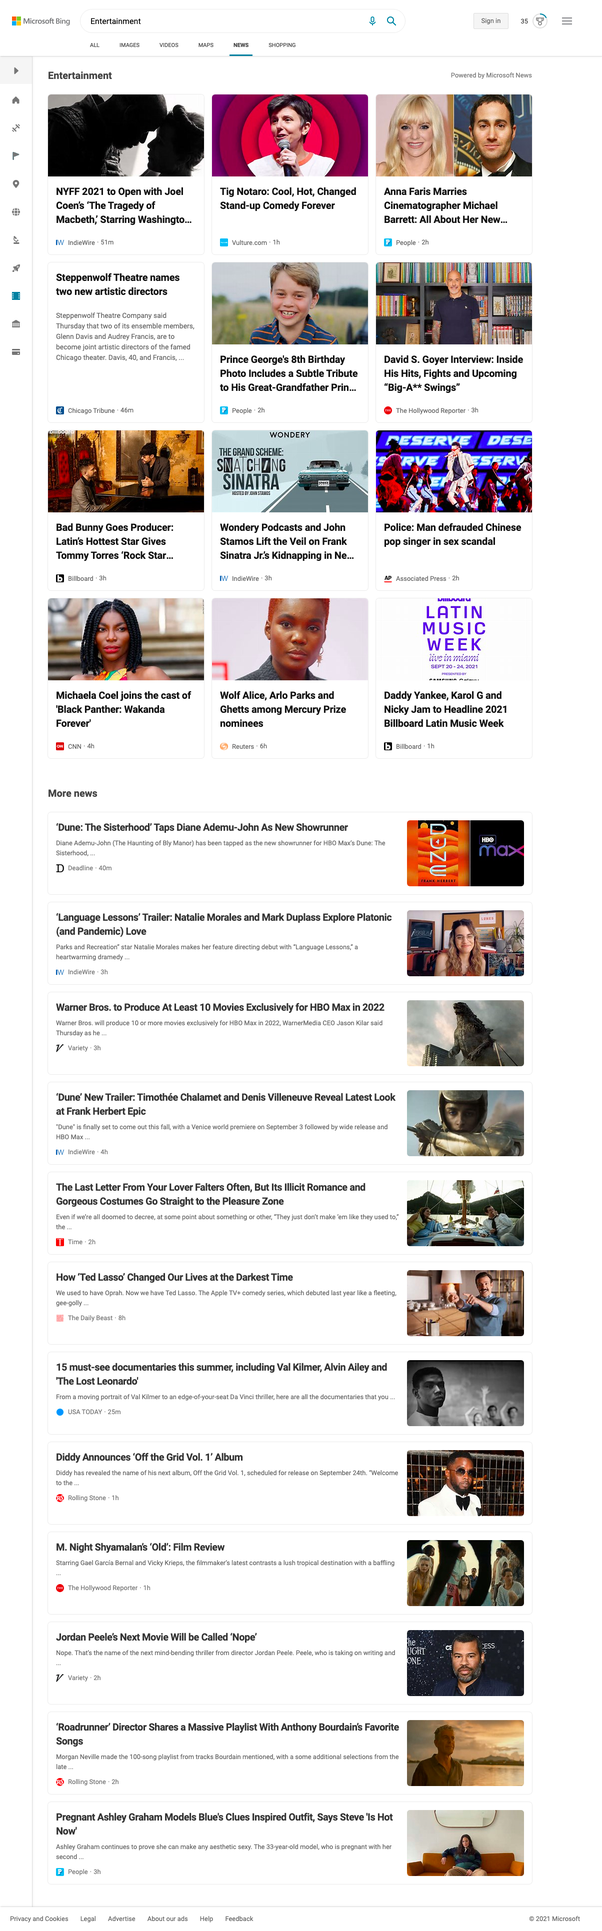 Microsoft Bing
Entertainment
Sign in
35
ALL
IMAGES
VIDEOS
MAPS
NEWS
SHOPPING
Entertainment
Powered by Microsoft News
NYFF 2021 to Open with Joel
Coen's 'The Tragedy of
Macbeth,' Starring Washingto...
IndieWire · 51m
Tig Notaro: Cool, Hot, Changed
Stand-up Comedy Forever
Vulture.com · 1h
Anna Faris Marries
Cinematographer Michael
Barrett: All About Her New...
People · 2h
Steppenwolf Theatre names
two new artistic directors
Steppenwolf Theatre Company said
Thursday that two of its ensemble members,
Glenn Davis and Audrey Francis, are to
become joint artistic directors of the famed
Chicago theater. Davis, 40, and Francis, ...
Chicago Tribune · 46m
Prince George's 8th Birthday
Photo Includes a Subtle Tribute
to His Great-Grandfather Prin...
People · 2h
David S. Goyer Interview: Inside
His Hits, Fights and Upcoming
"Big-A** Swings"
The Hollywood Reporter · 3h
Bad Bunny Goes Producer:
Latin's Hottest Star Gives
Tommy Torres 'Rock Star...
Billboard · 3h
WONDERY
THE GRAND SCHEME:
SNATCHING
SINATRA
HOSTED BY JOHN STAMOS
Wondery Podcasts and John
Stamos Lift the Veil on Frank
Sinatra Jr.'s Kidnapping in Ne...
IndieWire · 3h
Police: Man defrauded Chinese
pop singer in sex scandal
AP Associated Press · 2h
Michaela Coel joins the cast of
'Black Panther: Wakanda
Forever'
CNN · 4h
Wolf Alice, Arlo Parks and
Ghetts among Mercury Prize
nominees
Reuters · 6h
billboard
LATIN
MUSIC
WEEK
live in miami
SEPT 20 - 24, 2021
Daddy Yankee, Karol G and
Nicky Jam to Headline 2021
Billboard Latin Music Week
Billboard · 1h
More news
'Dune: The Sisterhood' Taps Diane Ademu-John As New Showrunner
Diane Ademu-John (The Haunting of Bly Manor) has been tapped as the new showrunner for HBO Max's Dune: The
Sisterhood, ...
Deadline · 40m
DUNE
HBO
max
'Language Lessons' Trailer: Natalie Morales and Mark Duplass Explore Platonic
(and Pandemic) Love
Parks and Recreation" star Natalie Morales makes her feature directing debut with "Language Lessons," a
heartwarming dramedy ...
IndieWire · 3h
Warner Bros. to Produce At Least 10 Movies Exclusively for HBO Max in 2022
Warner Bros. will produce 10 or more movies exclusively for HBO Max in 2022, WarnerMedia CEO Jason Kilar said
Thursday as he ...
Variety · 3h
'Dune' New Trailer: Timothée Chalamet and Denis Villeneuve Reveal Latest Look
at Frank Herbert Epic
"Dune" is finally set to come out this fall, with a Venice world premiere on September 3 followed by wide release and
HBO Max ...
IndieWire · 4h
The Last Letter From Your Lover Falters Often, But Its Illicit Romance and
Gorgeous Costumes Go Straight to the Pleasure Zone
Even if we're all doomed to decree, at some point about something or other, "They just don't make 'em like they used to,"
the ...
Time · 2h
How 'Ted Lasso' Changed Our Lives at the Darkest Time
We used to have Oprah. Now we have Ted Lasso. The Apple TV+ comedy series, which debuted last year like a fleeting,
gee-golly ...
The Daily Beast · 8h
15 must-see documentaries this summer, including Val Kilmer, Alvin Ailey and
'The Lost Leonardo'
From a moving portrait of Val Kilmer to an edge-of-your-seat Da Vinci thriller, here are all the documentaries that you ...
USA TODAY · 25m
Diddy Announces 'Off the Grid Vol. 1' Album
Diddy has revealed the name of his next album, Off the Grid Vol. 1, scheduled for release on September 24th. "Welcome
to the ...
Rolling Stone · 1h
M. Night Shyamalan's 'Old': Film Review
Starring Gael García Bernal and Vicky Krieps, the filmmaker's latest contrasts a lush tropical destination with a baffling
...
The Hollywood Reporter · 1h
Jordan Peele's Next Movie Will be Called 'Nope'
Nope. That's the name of the next mind-bending thriller from director Jordan Peele. Peele, who is taking on writing and
...
Variety · 2h
'Roadrunner' Director Shares a Massive Playlist With Anthony Bourdain's Favorite
Songs
Morgan Neville made the 100-song playlist from tracks Bourdain mentioned, with a some additional selections from the
late ...
Rolling Stone · 2h
Pregnant Ashley Graham Models Blue's Clues Inspired Outfit, Says Steve 'Is Hot
Now'
Ashley Graham continues to prove she can make any aesthetic sexy. The 33-year-old model, who is pregnant with her
second ...
People · 3h
Privacy and Cookies
Legal
Advertise
About our ads
Help
Feedback
© 2021 Microsoft